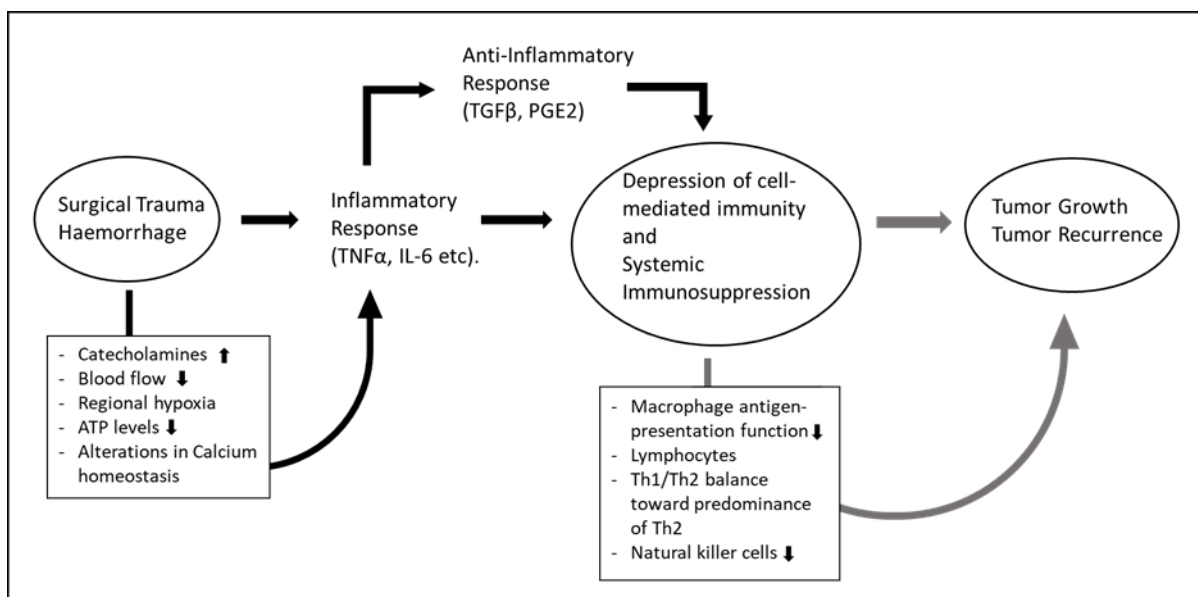 Anti-Inflammatory
Response
(TGFβ, PGE2)
Surgical Trauma
Haemorrhage
Inflammatory
Response
(TNFα, IL-6 etc).
Depression of cell-
mediated immunity
and
Systemic
Immunosuppression
Tumor Growth
Tumor Recurrence
- Catecholamines ⬆
- Blood flow ⬇
- Regional hypoxia
- ATP levels ⬇
- Alterations in Calcium
homeostasis
- Macrophage antigen-
presentation function ⬇
- Lymphocytes
- Th1/Th2 balance
toward predominance
of Th2
- Natural killer cells ⬇